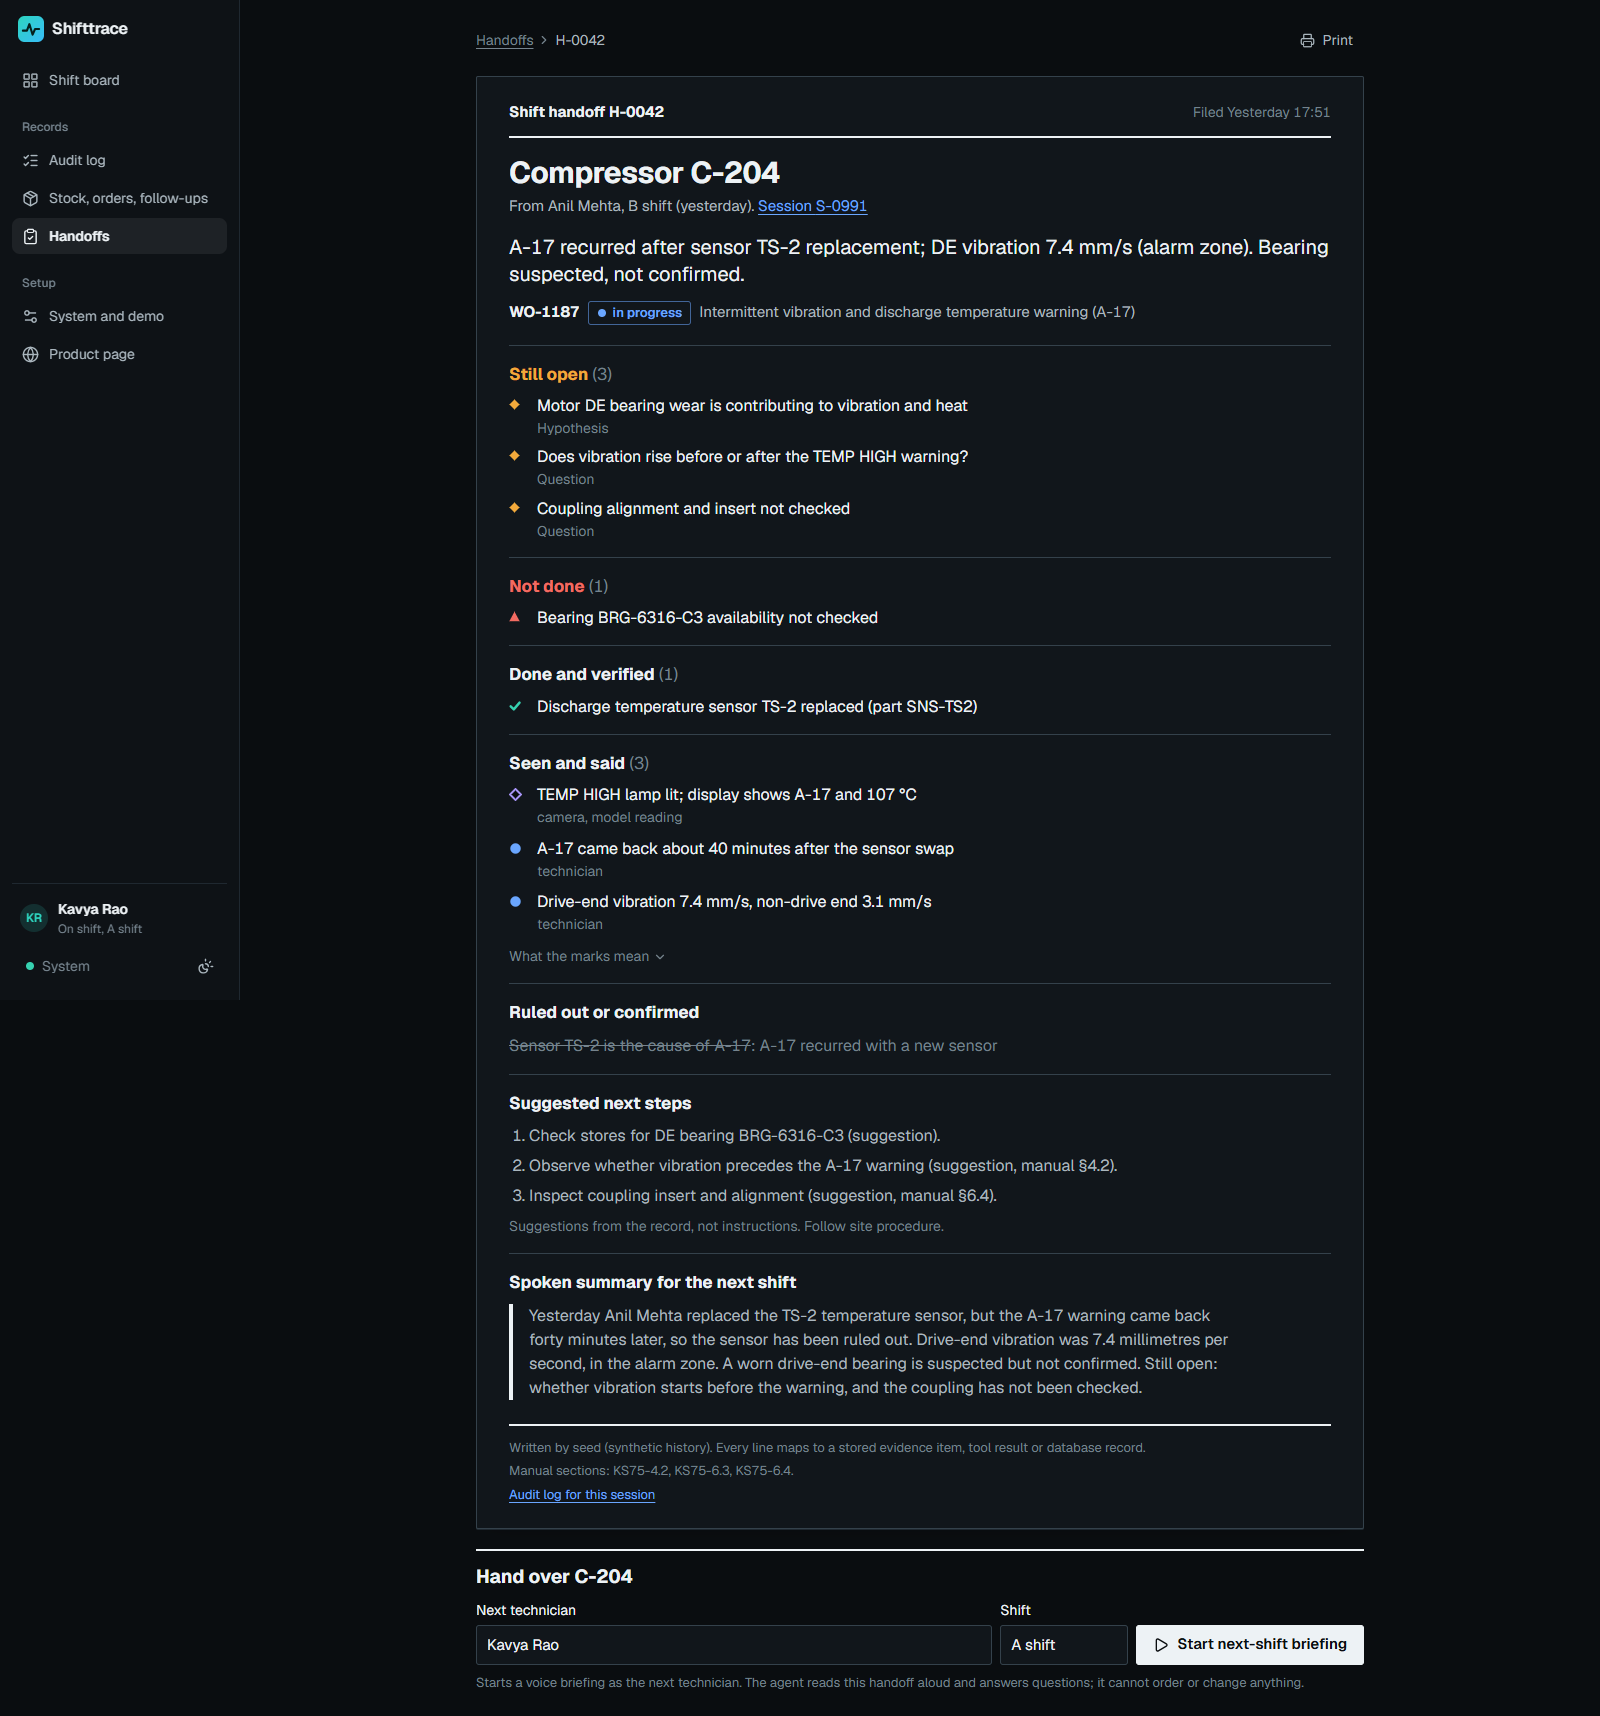 Shifttrace
Shift board
Records
Audit log
Stock, orders, follow-ups
Handoffs
Setup
System and demo
Product page
KR
Kavya Rao
On shift, A shift
System
Handoffs > H-0042
Print
Shift handoff H-0042
Filed Yesterday 17:51
Compressor C-204
From Anil Mehta, B shift (yesterday). Session S-0991
A-17 recurred after sensor TS-2 replacement; DE vibration 7.4 mm/s (alarm zone). Bearing
suspected, not confirmed.
WO-1187 in progress Intermittent vibration and discharge temperature warning (A-17)
Still open (3)
Motor DE bearing wear is contributing to vibration and heat
Hypothesis
Does vibration rise before or after the TEMP HIGH warning?
Question
Coupling alignment and insert not checked
Question
Not done (1)
Bearing BRG-6316-C3 availability not checked
Done and verified (1)
Discharge temperature sensor TS-2 replaced (part SNS-TS2)
Seen and said (3)
TEMP HIGH lamp lit; display shows A-17 and 107 °C
camera, model reading
A-17 came back about 40 minutes after the sensor swap
technician
Drive-end vibration 7.4 mm/s, non-drive end 3.1 mm/s
technician
What the marks mean
Ruled out or confirmed
Sensor TS-2 is the cause of A-17: A-17 recurred with a new sensor
Suggested next steps
1. Check stores for DE bearing BRG-6316-C3 (suggestion).
2. Observe whether vibration precedes the A-17 warning (suggestion, manual §4.2).
3. Inspect coupling insert and alignment (suggestion, manual §6.4).
Suggestions from the record, not instructions. Follow site procedure.
Spoken summary for the next shift
Yesterday Anil Mehta replaced the TS-2 temperature sensor, but the A-17 warning came back
forty minutes later, so the sensor has been ruled out. Drive-end vibration was 7.4 millimetres per
second, in the alarm zone. A worn drive-end bearing is suspected but not confirmed. Still open:
whether vibration starts before the warning, and the coupling has not been checked.
Written by seed (synthetic history). Every line maps to a stored evidence item, tool result or database record.
Manual sections: KS75-4.2, KS75-6.3, KS75-6.4.
Audit log for this session
Hand over C-204
Next technician
Shift
Kavya Rao
A shift
Start next-shift briefing
Starts a voice briefing as the next technician. The agent reads this handoff aloud and answers questions; it cannot order or change anything.